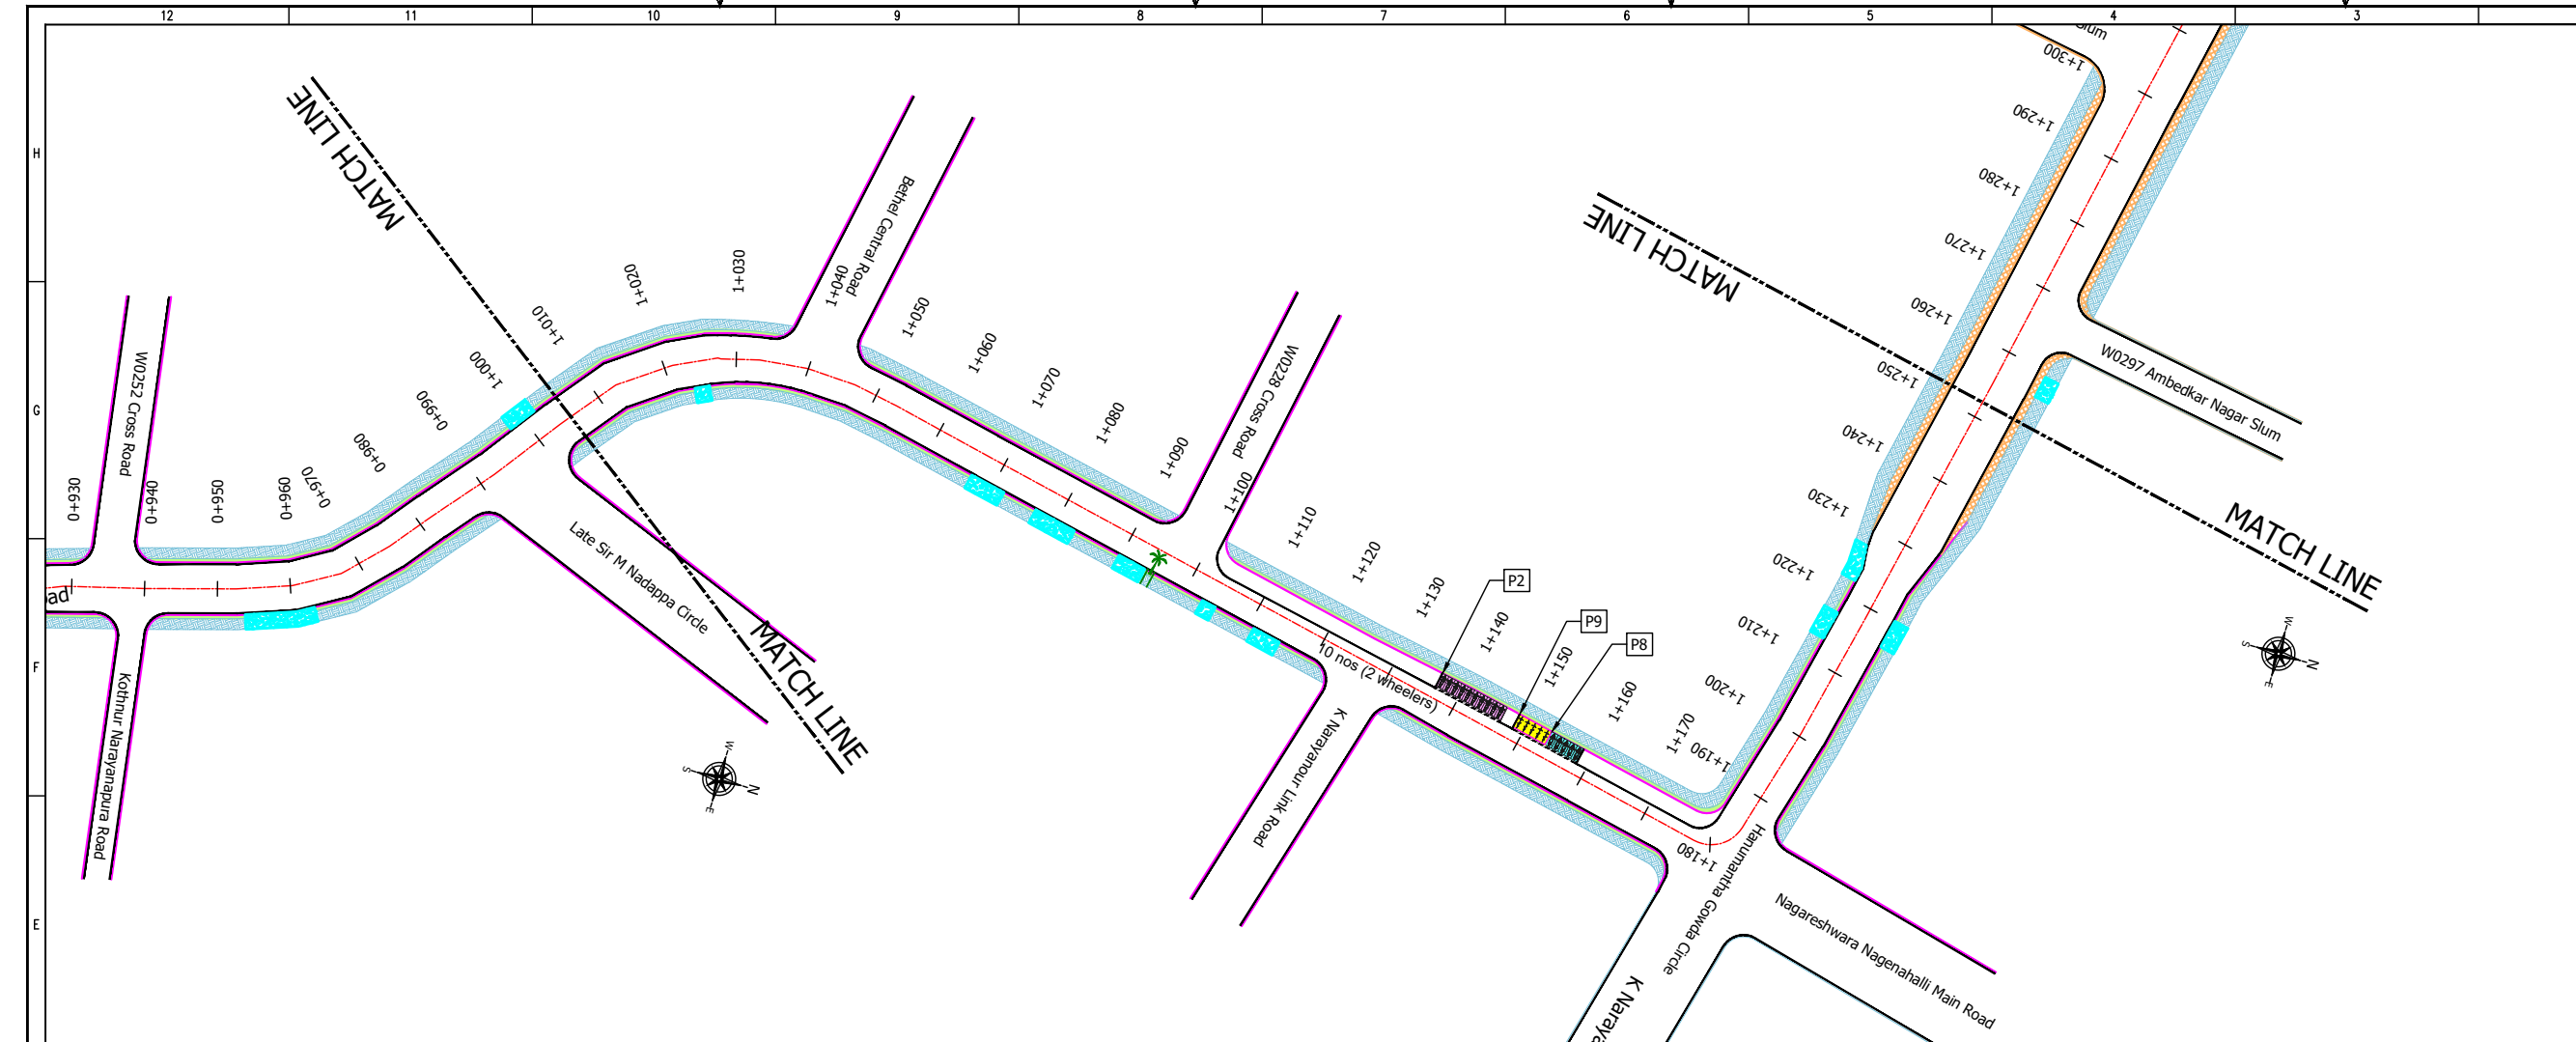 12 11 10 9 8 7 6 5 4 3
H
G
F
E
MATCH LINE
MATCH LINE
MATCH LINE
MATCH LINE
W0252 Cross Road
Kothnur Narayanapura Road
Late Sir M Nadappa Circle
Bethel Central Road
W0228 Cross Road
K Narayanour Link Road
Hanumantha Gowda Circle
Nagareshwara Nagenahalli Main Road
W0297 Ambedkar Nagar Slum
Slum
oad
K Naraya
0+930
0+940
0+950
0+960
0+970
0+980
0+990
1+000
1+010
1+020
1+030
1+040
1+050
1+060
1+070
1+080
1+090
1+100
1+110
1+120
1+130
1+140
1+150
1+160
1+170
1+180
1+190
1+200
1+210
1+220
1+230
1+240
1+250
1+260
1+270
1+280
1+290
1+300
10 nos (2 wheelers)
P2
P9
P8
W
S
N
E
W
S
N
E